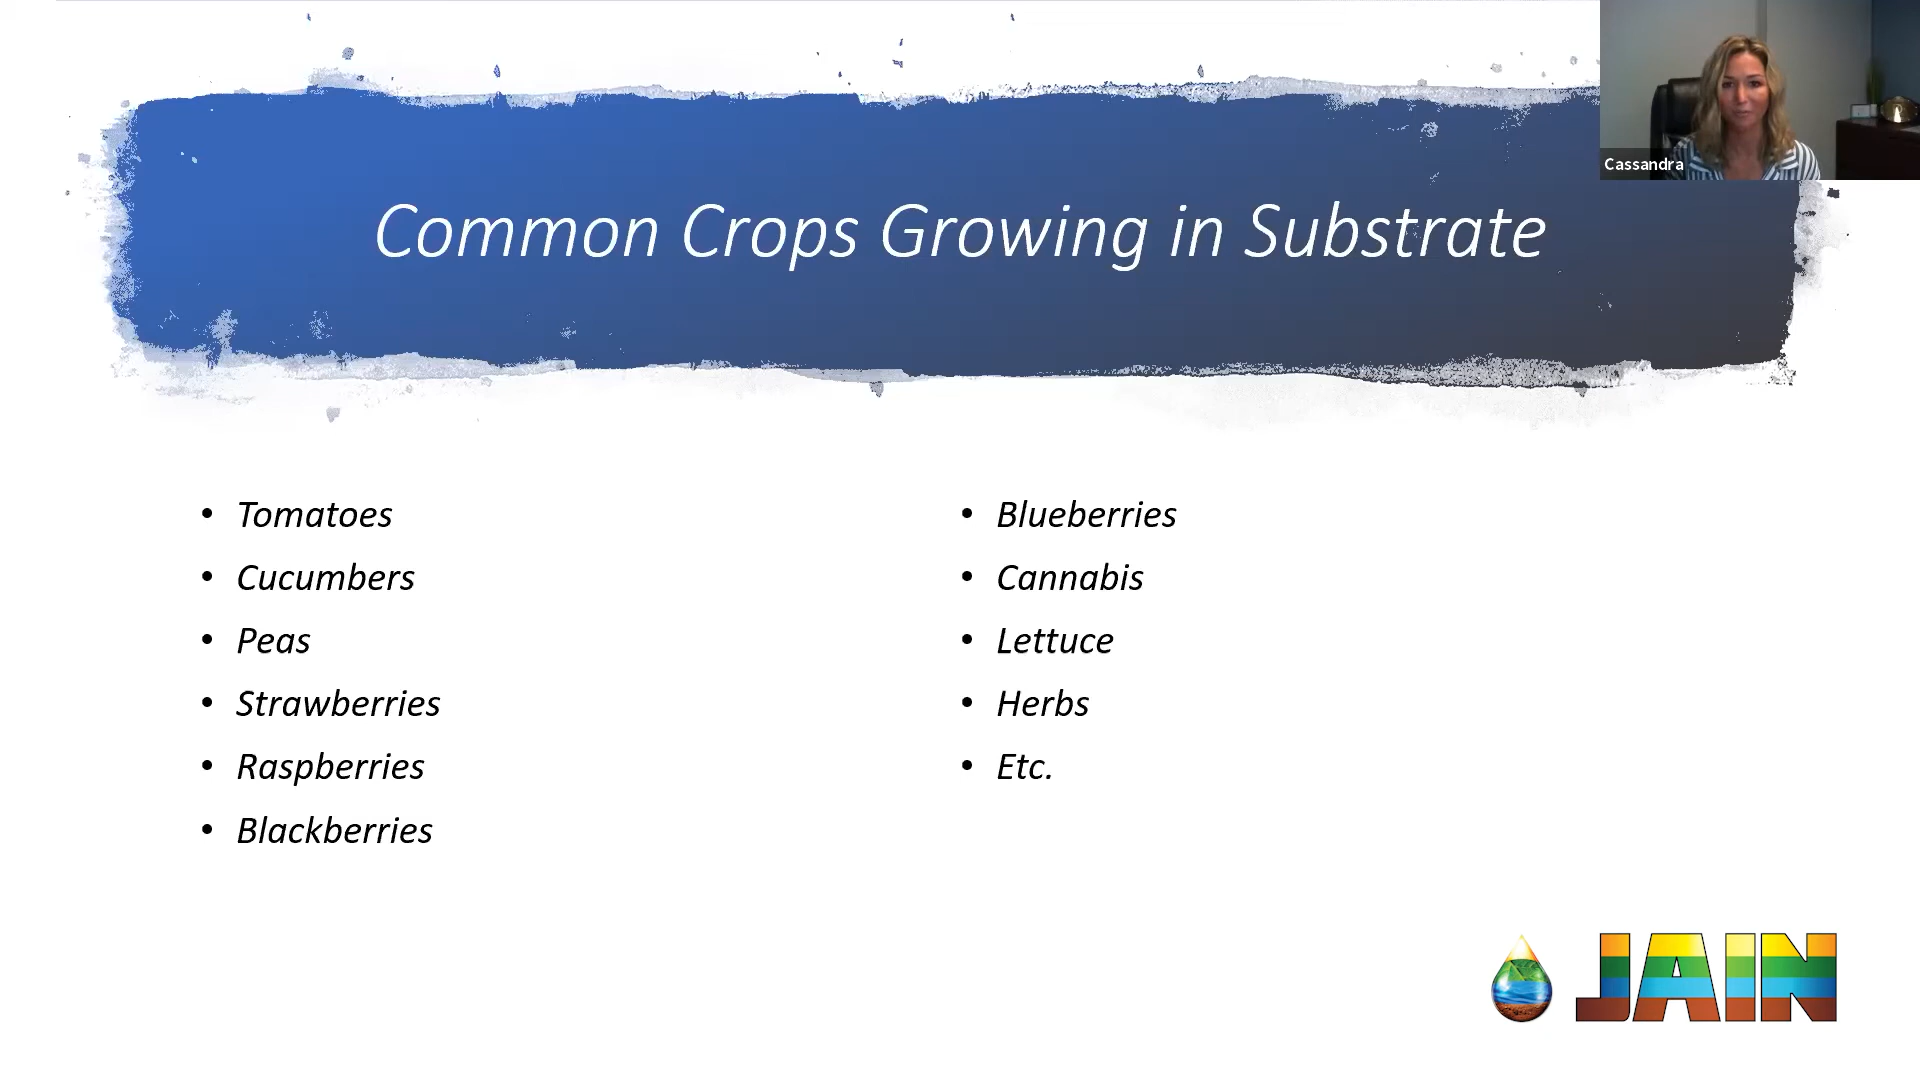 Cassandra
Common Crops Growing in Substrate
• Tomatoes
• Cucumbers
• Peas
• Strawberries
• Raspberries
• Blackberries
• Blueberries
• Cannabis
• Lettuce
• Herbs
• Etc.
JAIN